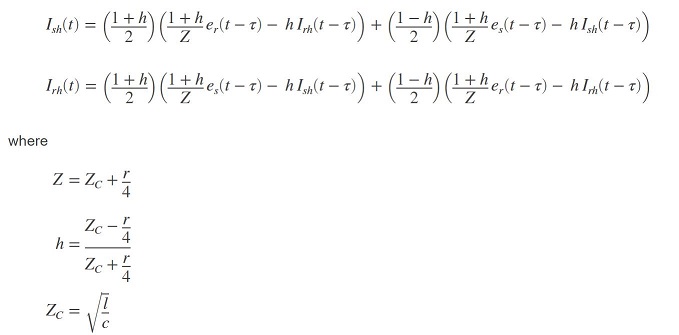 I_sh(t) = ((1 + h)/2) ((1 + h)/Z e_r(t − τ) − h I_rh(t − τ)) + ((1 − h)/2) ((1 + h)/Z e_s(t − τ) − h I_sh(t − τ))
I_rh(t) = ((1 + h)/2) ((1 + h)/Z e_s(t − τ) − h I_sh(t − τ)) + ((1 − h)/2) ((1 + h)/Z e_r(t − τ) − h I_rh(t − τ))
where
Z = Z_C + r/4
h = (Z_C − r/4)/(Z_C + r/4)
Z_C = √(l/c)